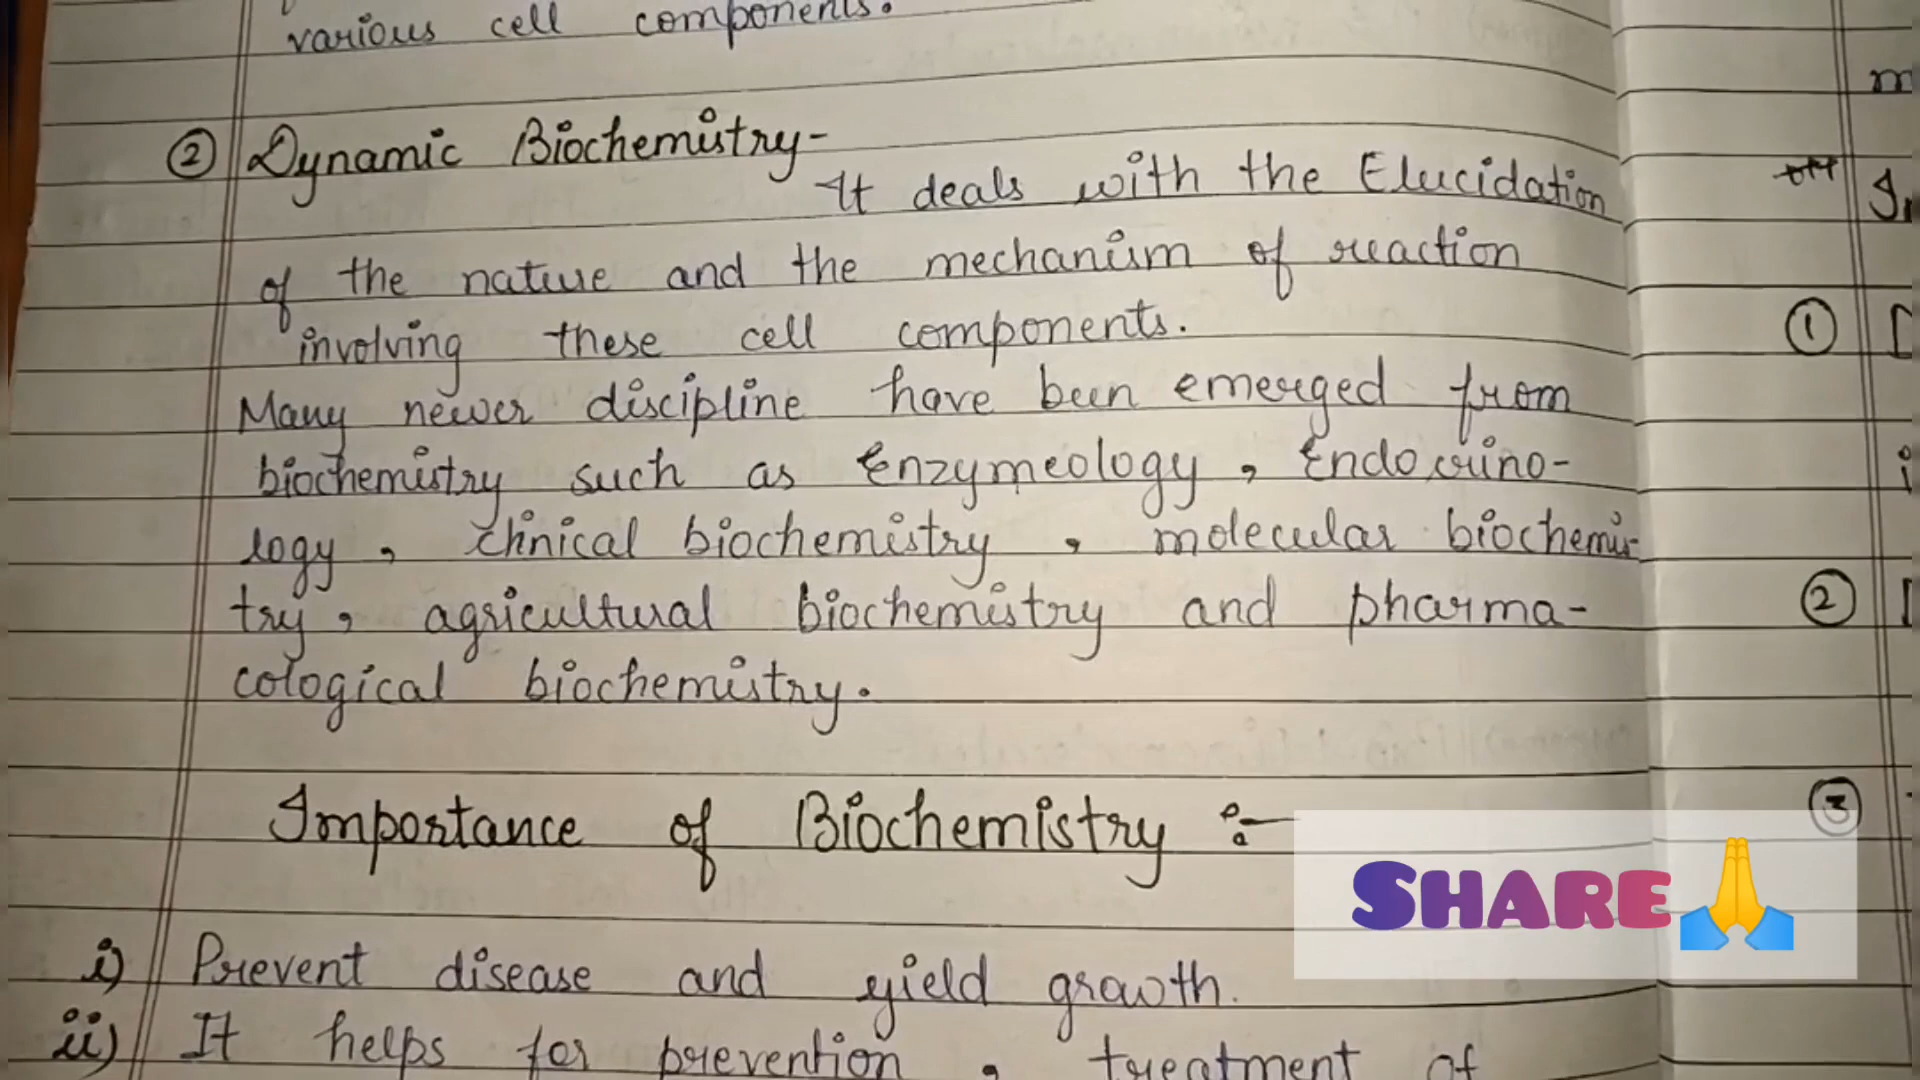 various cell components.
② Dynamic Biochemistry-
It deals with the Elucidation
of the nature and the mechanism of reaction
involving these cell components.
Many newer discipline have been emerged from
biochemistry such as Enzymeology, Endocrino-
logy, clinical biochemistry, molecular biochemis-
try, agricultural biochemistry and pharma-
cological biochemistry.
Importance of Biochemistry :-
i) Prevent disease and yield growth.
ii) It helps for prevention, treatment of
①
②
③
SHARE🙏